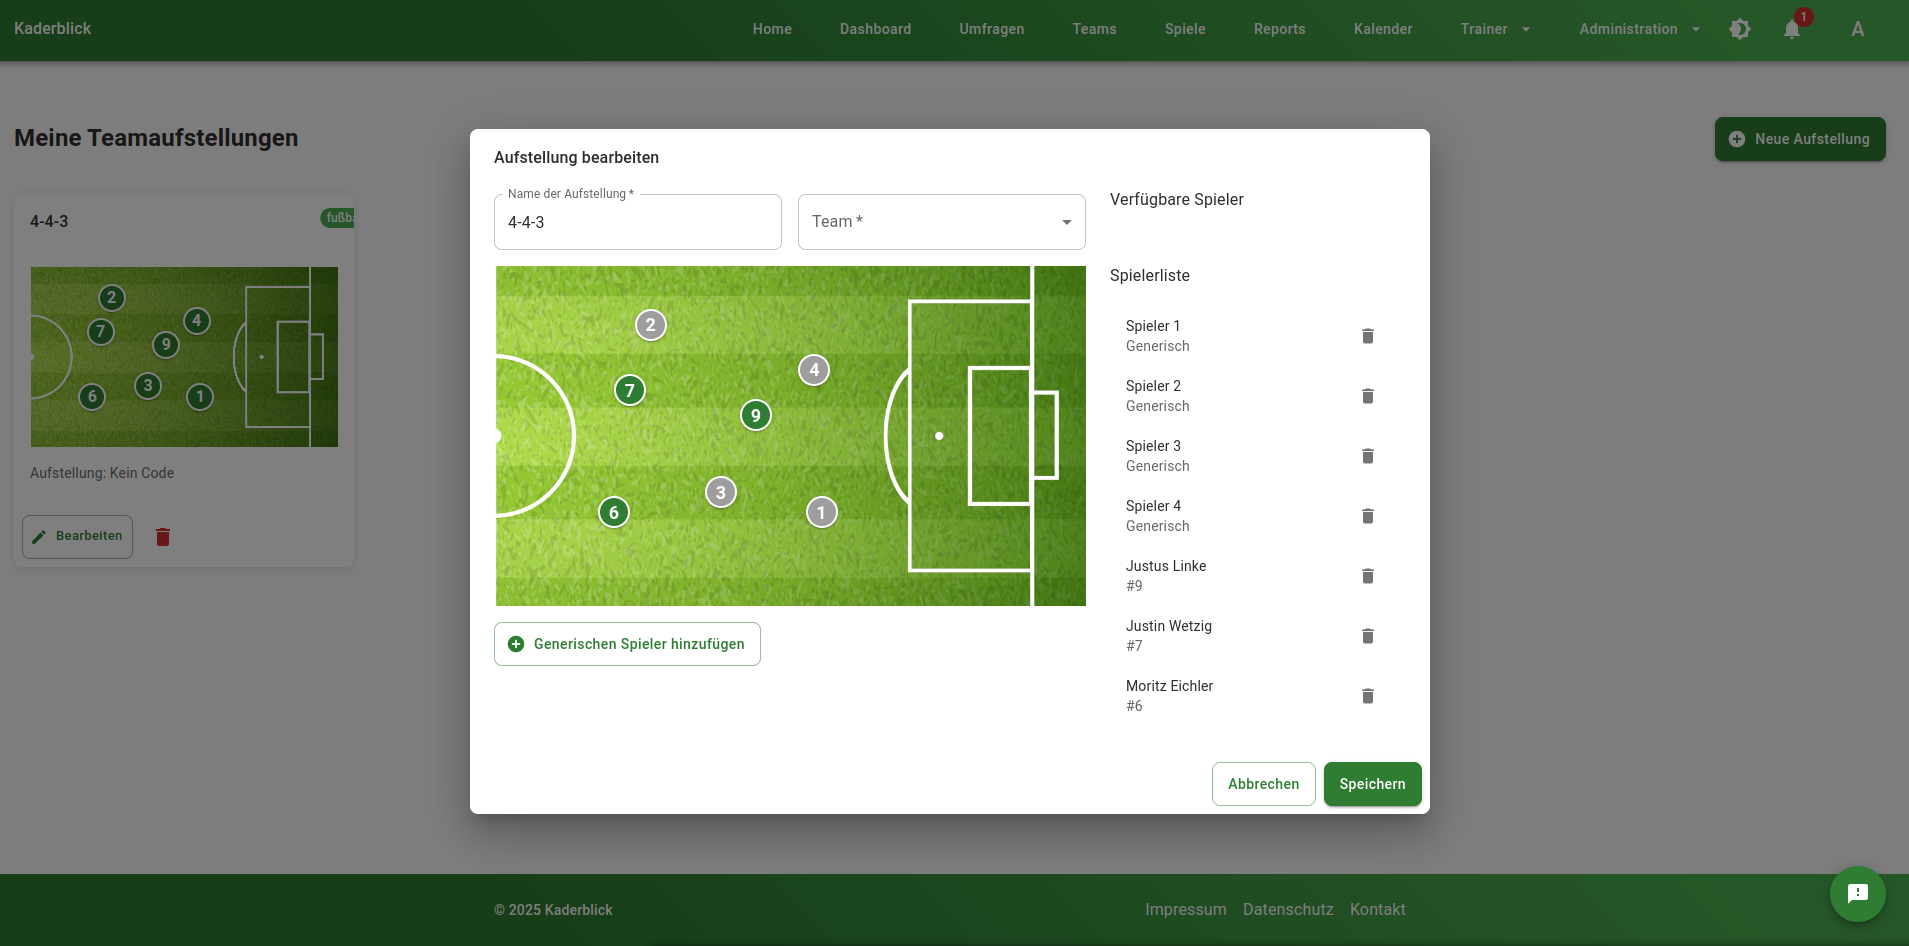 Kaderblick
Home Dashboard Umfragen Teams Spiele Reports Kalender Trainer Administration 1 A
Meine Teamaufstellungen
Neue Aufstellung
4-4-3
fußba
2
4
7
9
3
6
1
Aufstellung: Kein Code
Bearbeiten
Aufstellung bearbeiten
Name der Aufstellung *
4-4-3
Team *
2
4
7
9
3
6
1
Generischen Spieler hinzufügen
Verfügbare Spieler
Spielerliste
Spieler 1
Generisch
Spieler 2
Generisch
Spieler 3
Generisch
Spieler 4
Generisch
Justus Linke
#9
Justin Wetzig
#7
Moritz Eichler
#6
Abbrechen Speichern
© 2025 Kaderblick
Impressum Datenschutz Kontakt